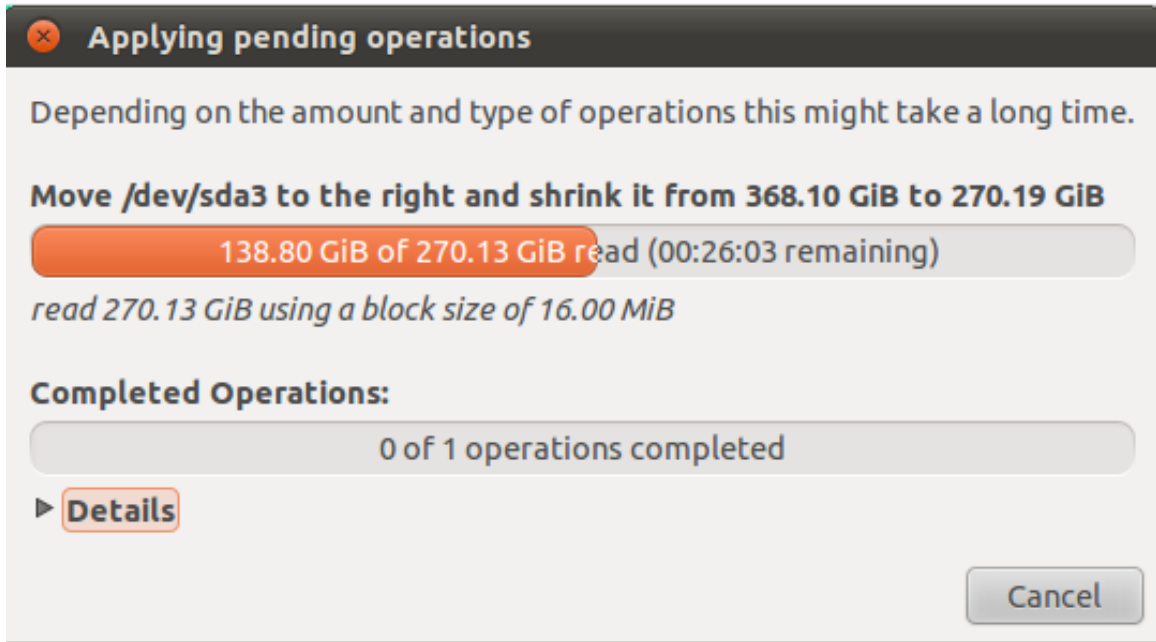 Applying pending operations
Depending on the amount and type of operations this might take a long time.
Move /dev/sda3 to the right and shrink it from 368.10 GiB to 270.19 GiB
138.80 GiB of 270.13 GiB read (00:26:03 remaining)
read 270.13 GiB using a block size of 16.00 MiB
Completed Operations:
0 of 1 operations completed
Details
Cancel